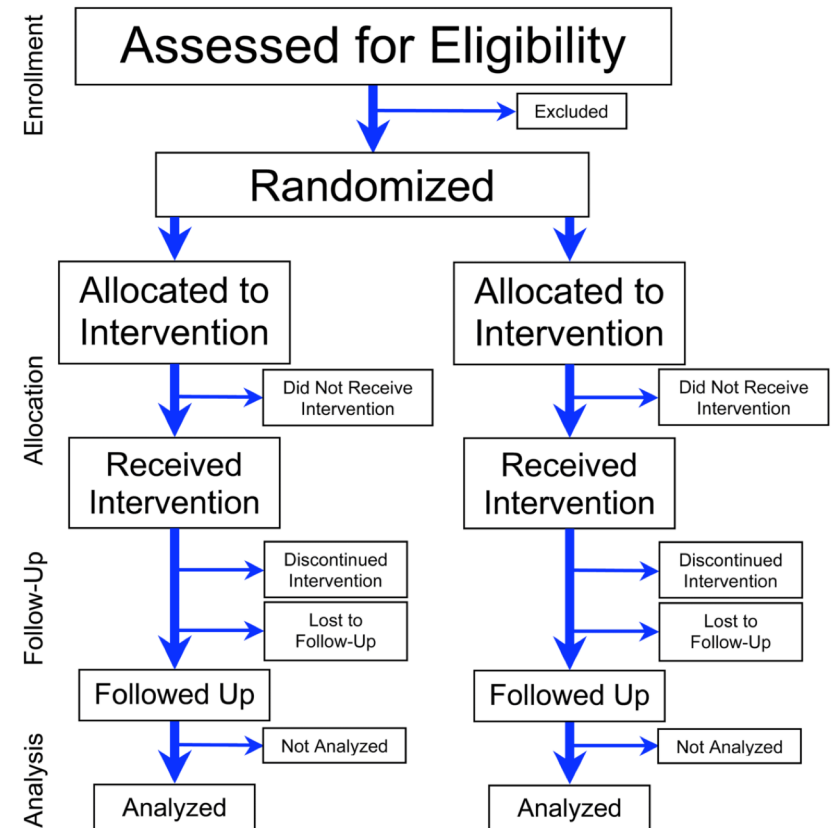 Enrollment
Assessed for Eligibility
Excluded
Randomized
Allocated to
Intervention
Allocated to
Intervention
Allocation
Did Not Receive
Intervention
Did Not Receive
Intervention
Received
Intervention
Received
Intervention
Follow-Up
Discontinued
Intervention
Discontinued
Intervention
Lost to
Follow-Up
Lost to
Follow-Up
Followed Up
Followed Up
Analysis
Not Analyzed
Not Analyzed
Analyzed
Analyzed